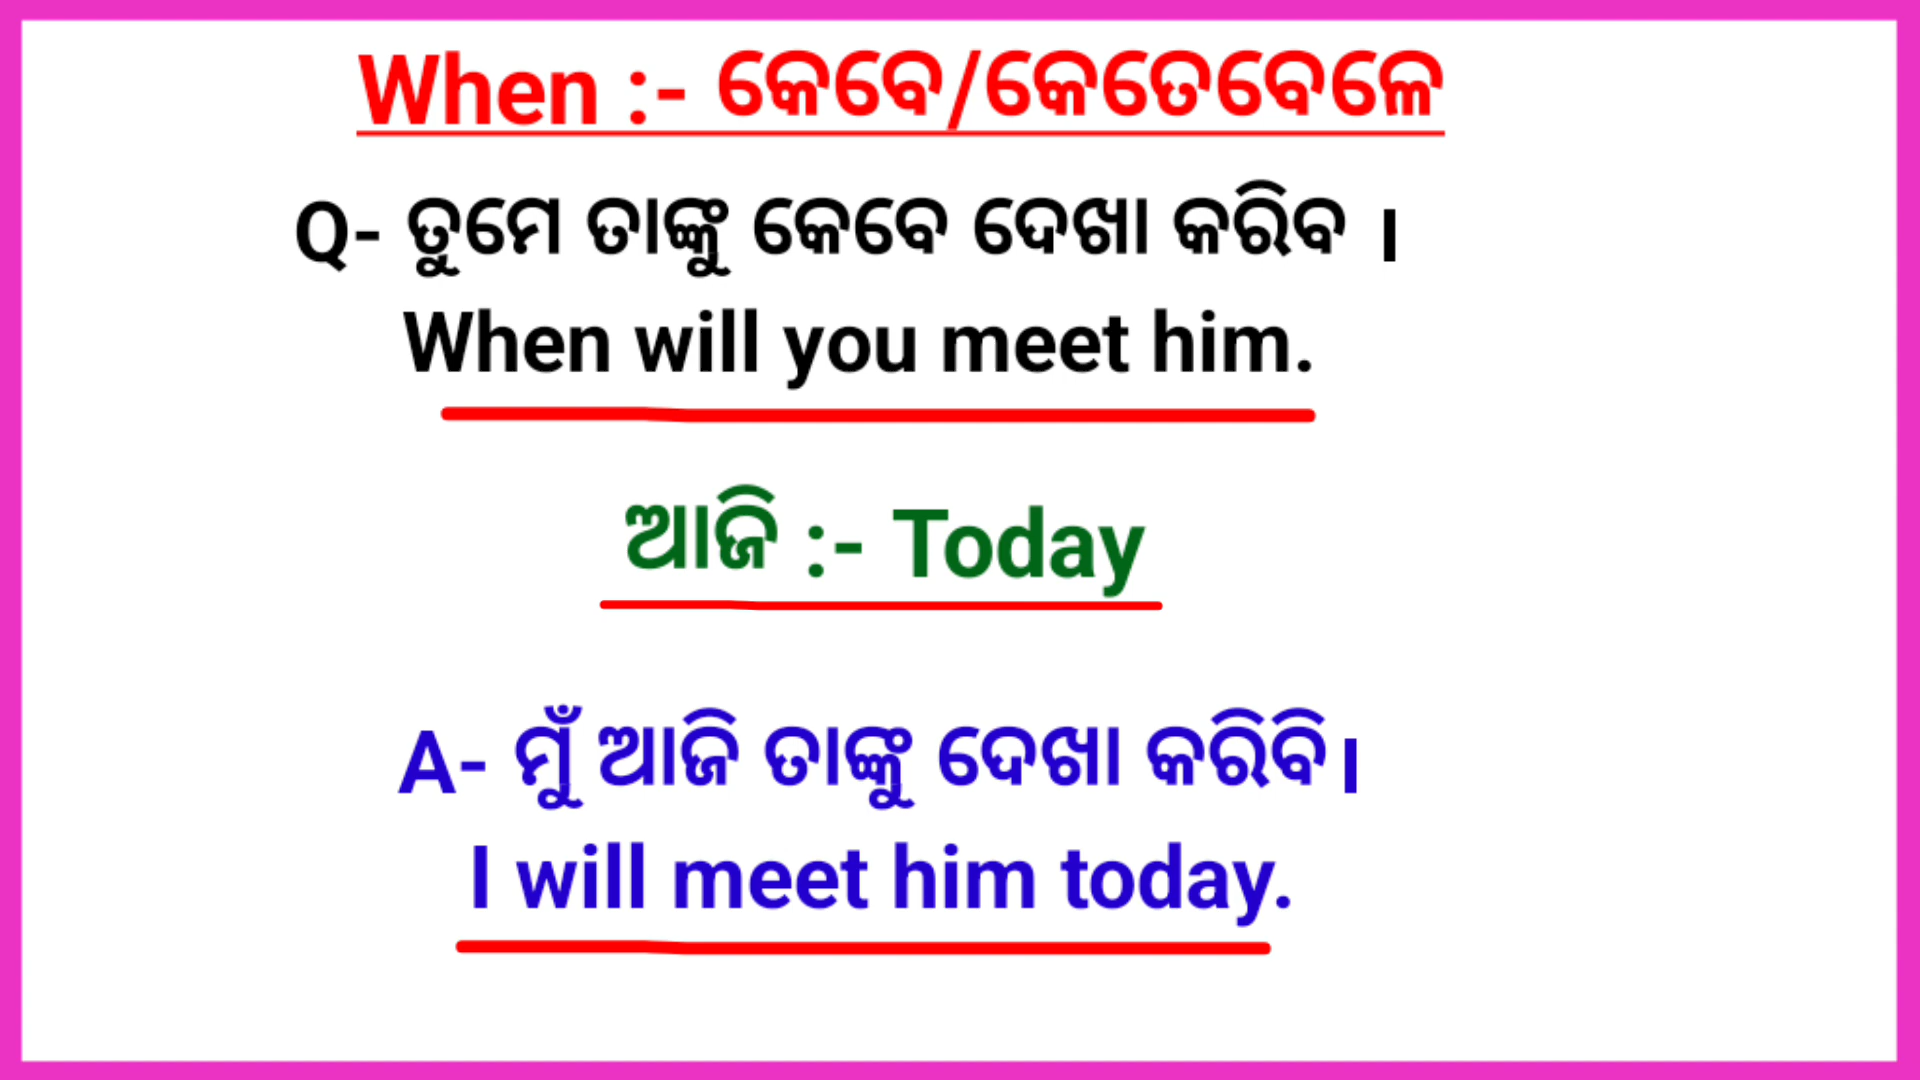 When :- କେବେ/କେତେବେଳେ
Q- ତୁମେ ତାଙ୍କୁ କେବେ ଦେଖା କରିବ ।
When will you meet him.
ଆଜି :- Today
A- ମୁଁ ଆଜି ତାଙ୍କୁ ଦେଖା କରିବି।
I will meet him today.